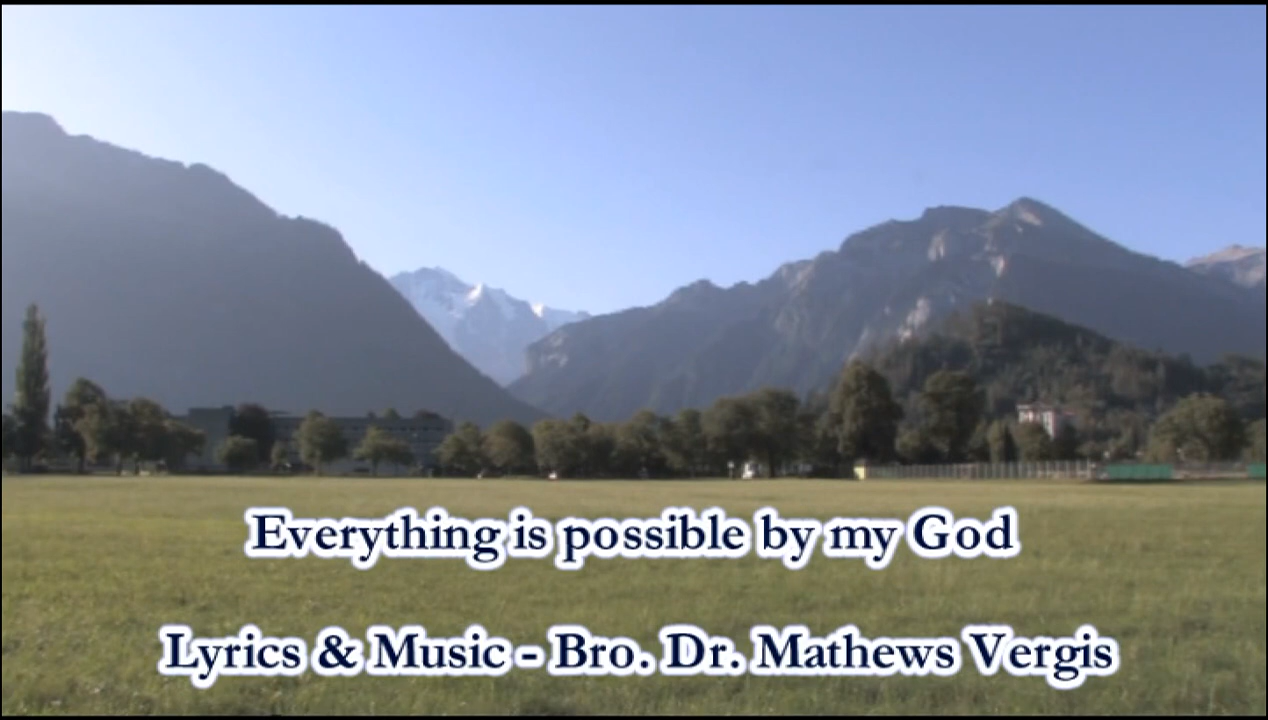 Everything is possible by my God
Lyrics & Music - Bro. Dr. Mathews Vergis